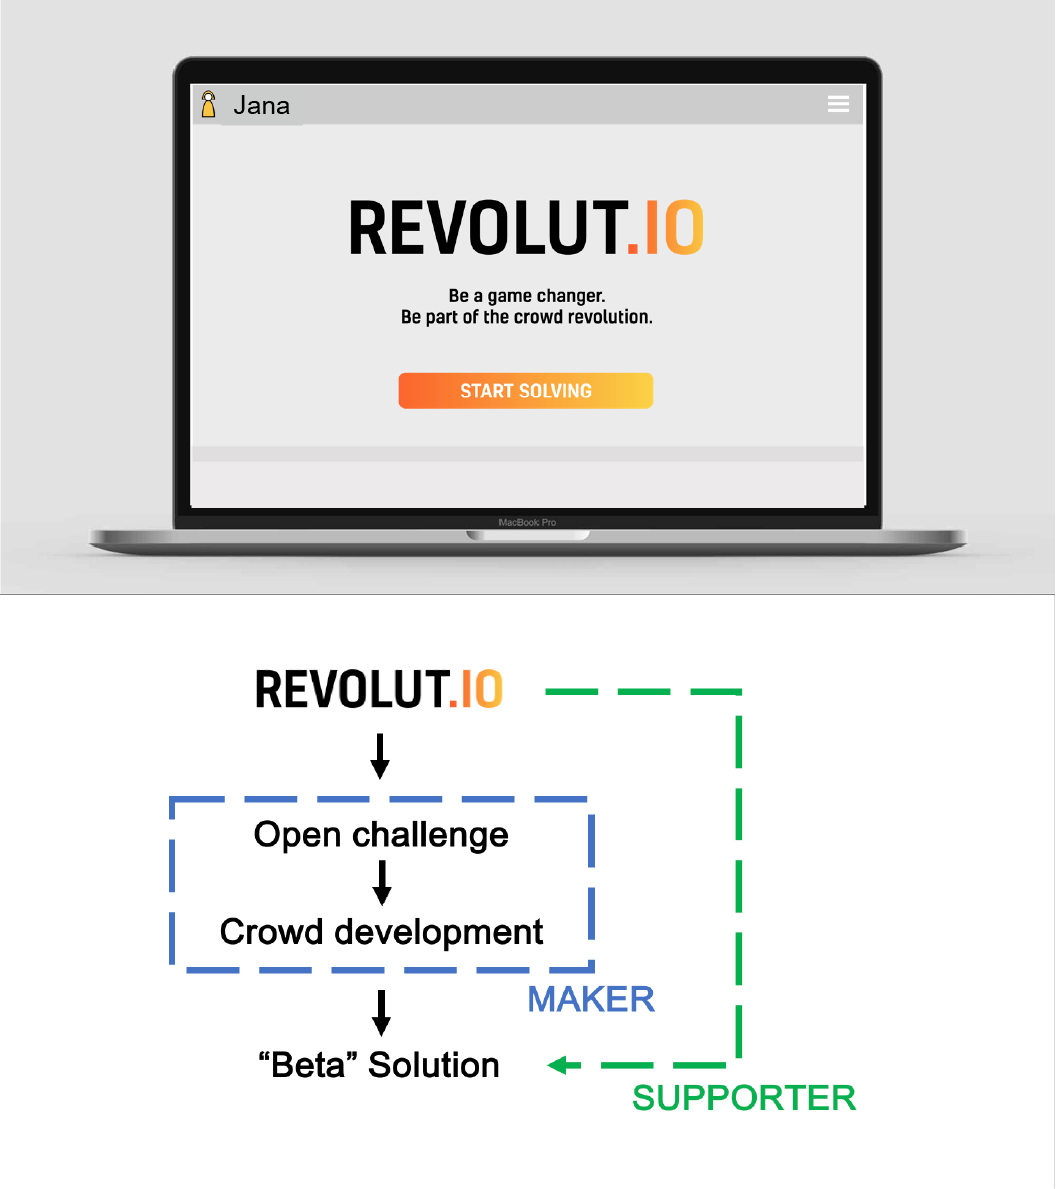 Jana
REVOLUT.IO
Be a game changer.
Be part of the crowd revolution.
START SOLVING
MacBook Pro
REVOLUT.IO
Open challenge
Crowd development
MAKER
“Beta” Solution
SUPPORTER